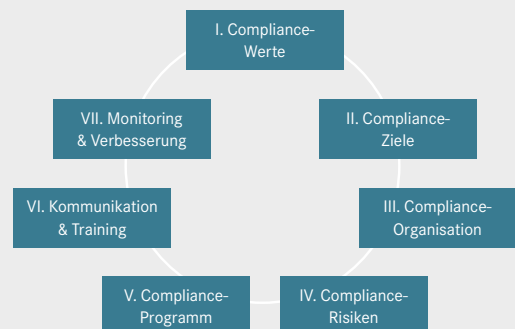 I. Compliance-
Werte
II. Compliance-
Ziele
III. Compliance-
Organisation
IV. Compliance-
Risiken
V. Compliance-
Programm
VI. Kommunikation
& Training
VII. Monitoring
& Verbesserung